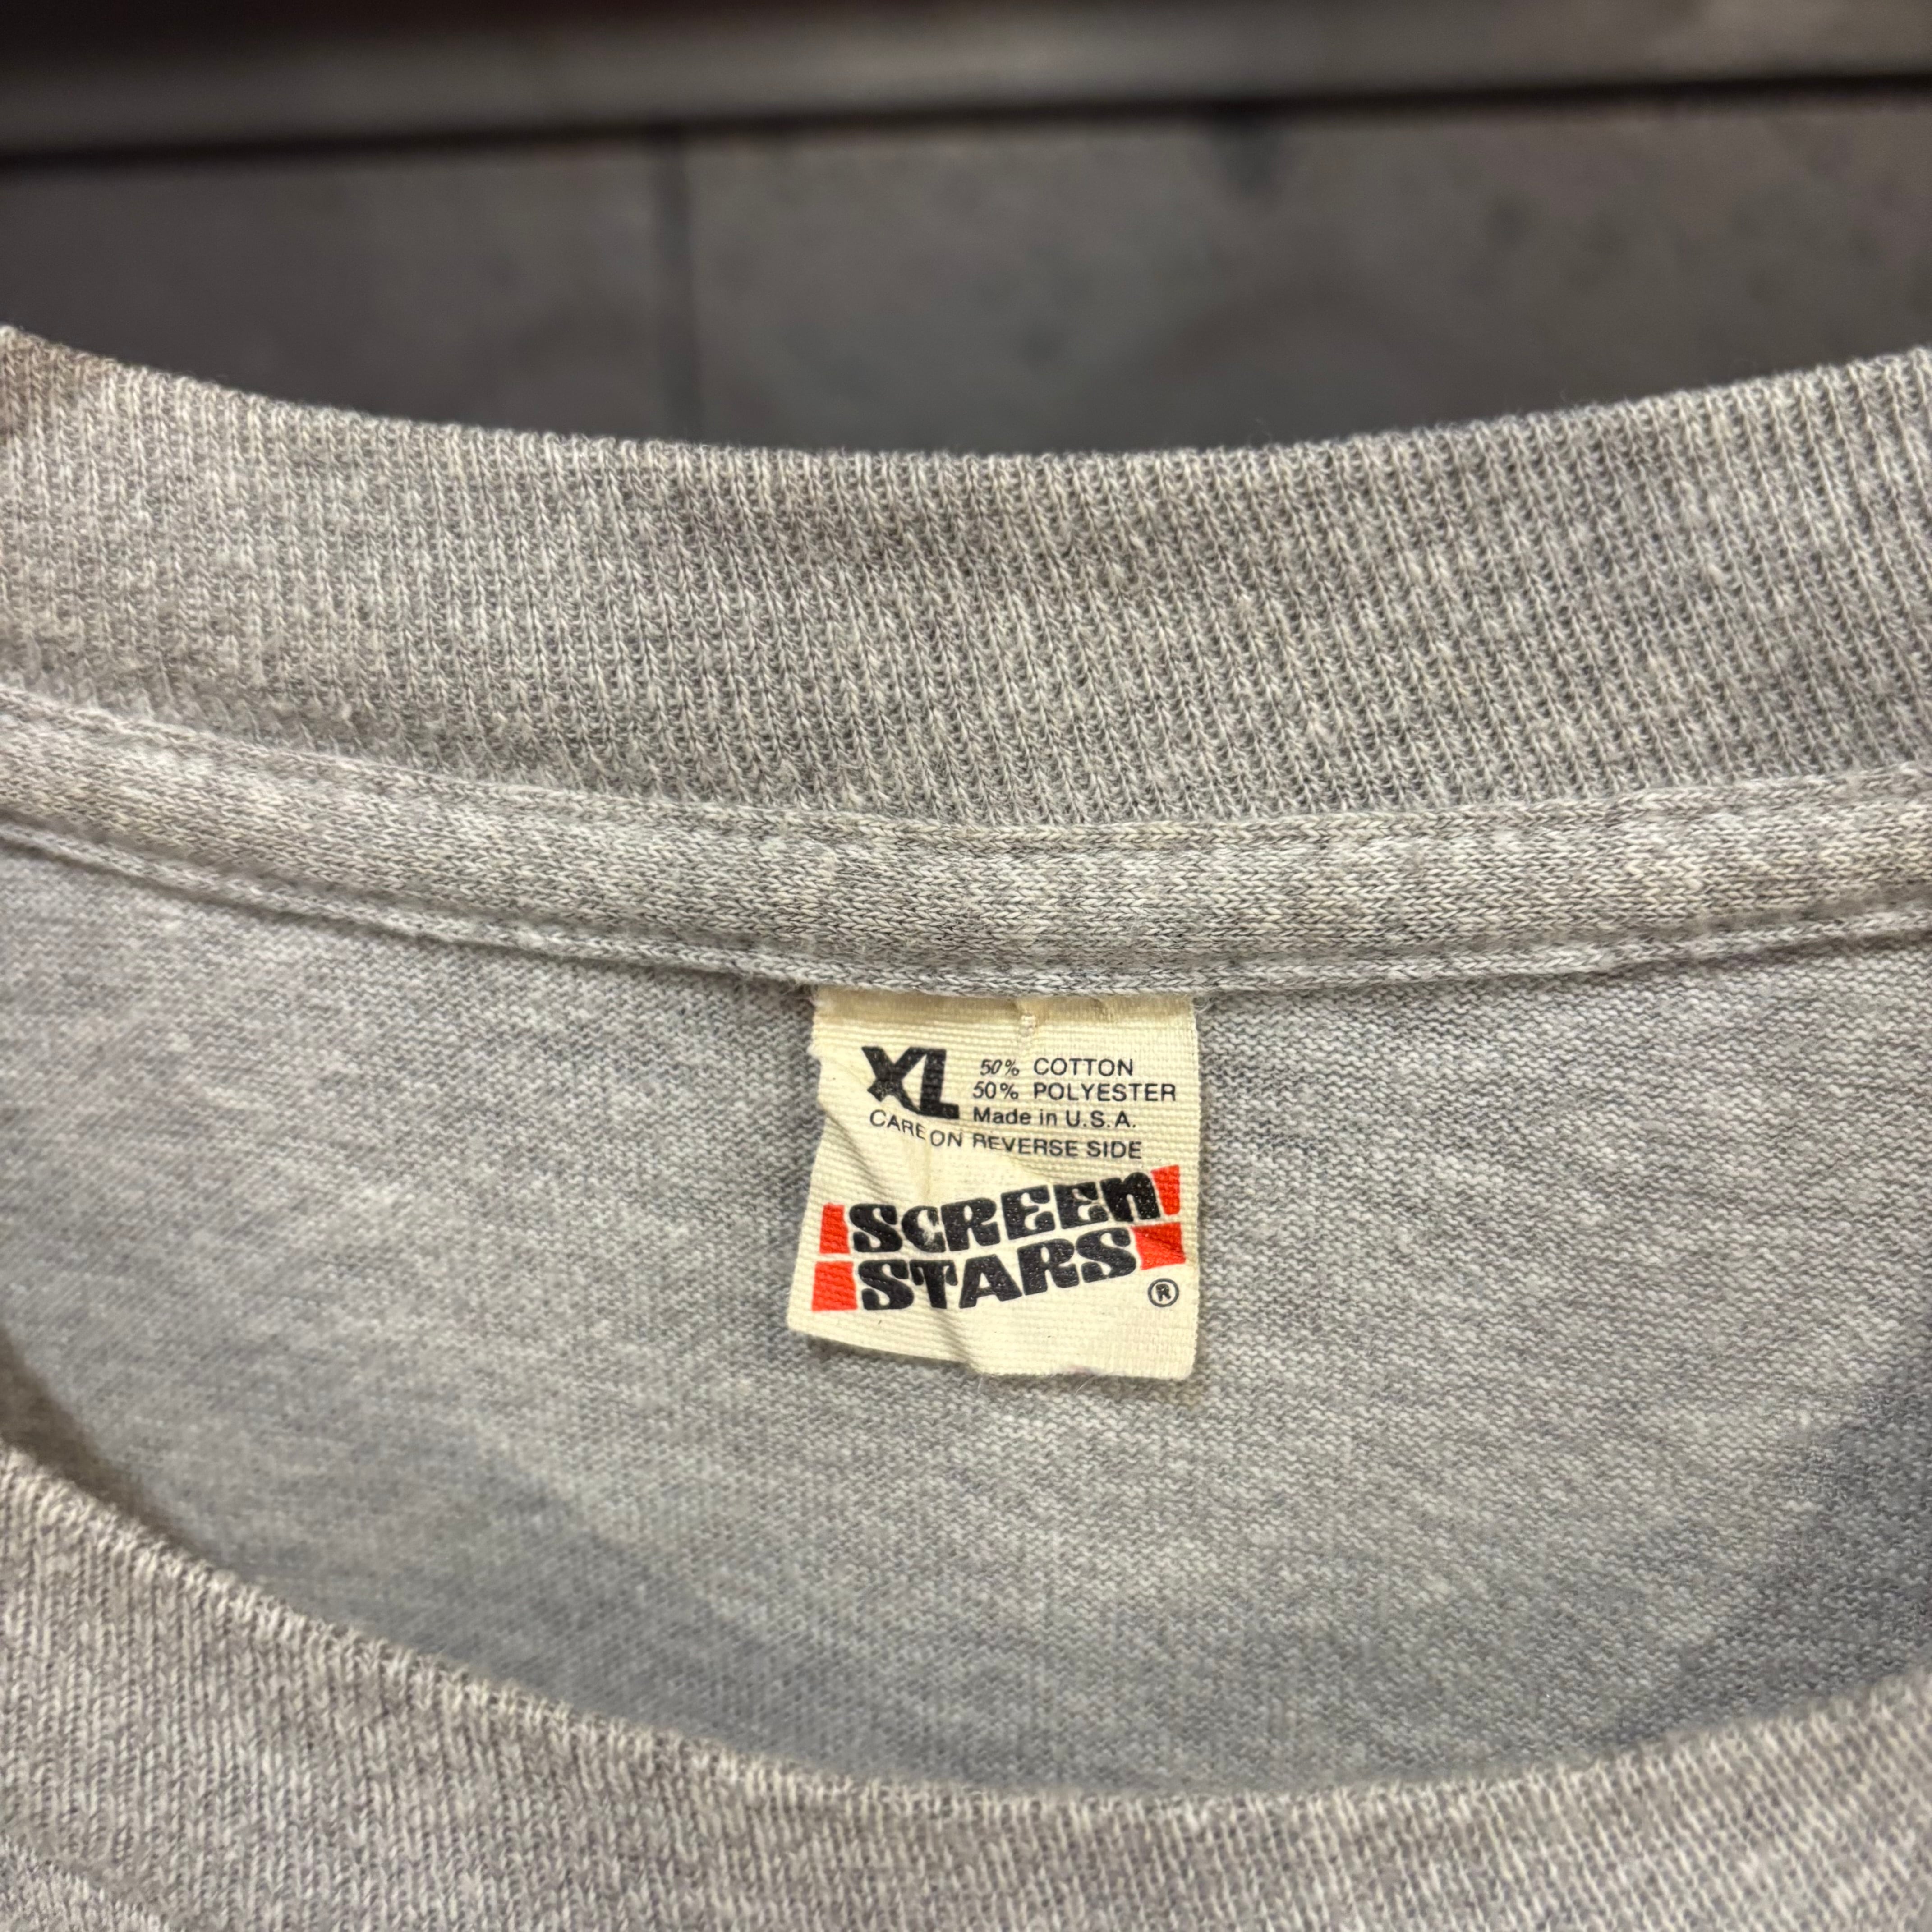 XL
50% COTTON
50% POLYESTER
Made in U.S.A.
CARE ON REVERSE SIDE
SCREEN
STARS
®